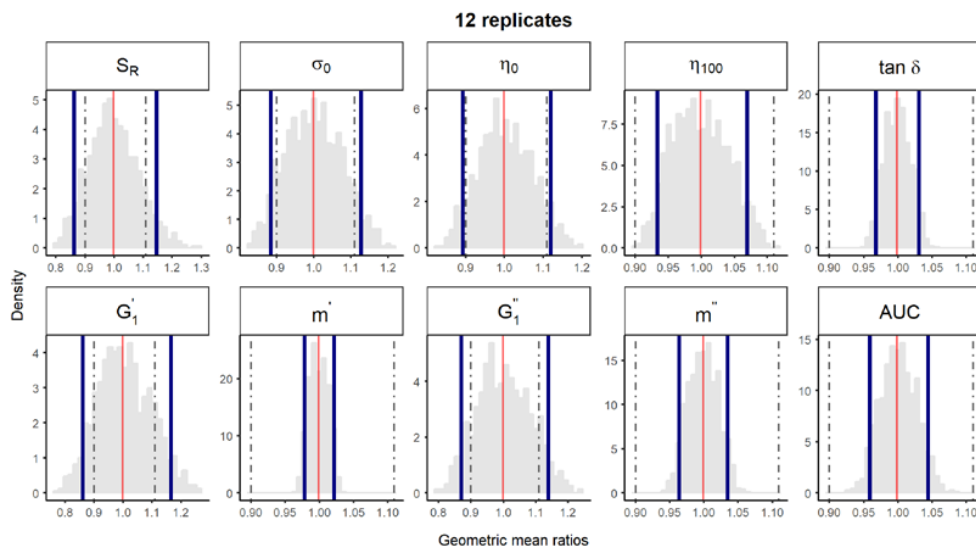 12 replicates
S_R σ_0 η_0 η_100 tan δ
5 4 3 2 1 0
0.8 0.9 1.0 1.1 1.2 1.3
5 4 3 2 1 0
0.9 1.0 1.1 1.2
6 4 2 0
0.9 1.0 1.1 1.2
7.5 5.0 2.5 0.0
0.90 0.95 1.00 1.05 1.10
20 15 10 5 0
0.90 0.95 1.00 1.05 1.10
Density
G'_1 m' G''_1 m'' AUC
4 3 2 1 0
0.8 0.9 1.0 1.1 1.2
20 10 0
0.90 0.95 1.00 1.05 1.10
4 2 0
0.8 0.9 1.0 1.1 1.2
15 10 5 0
0.90 0.95 1.00 1.05 1.10
15 10 5 0
0.90 0.95 1.00 1.05 1.10
Geometric mean ratios